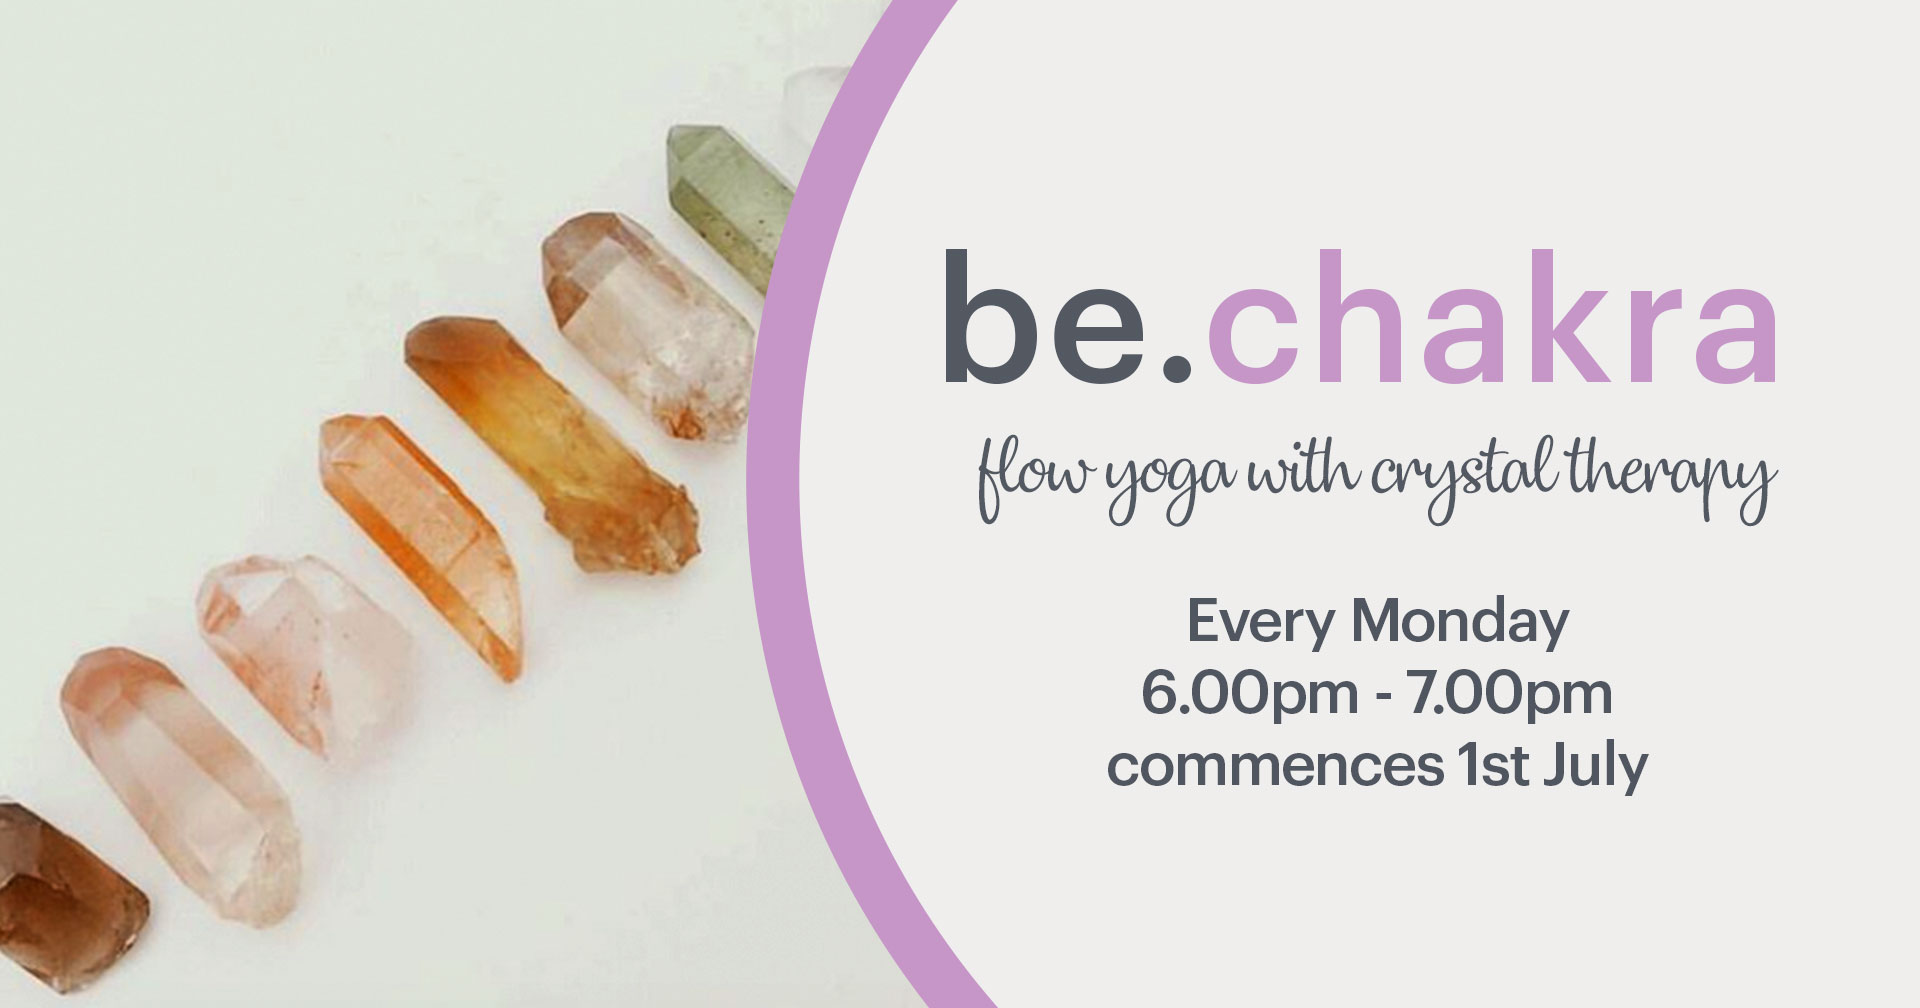 be.chakra
flow yoga with crystal therapy
Every Monday
6.00pm - 7.00pm
commences 1st July